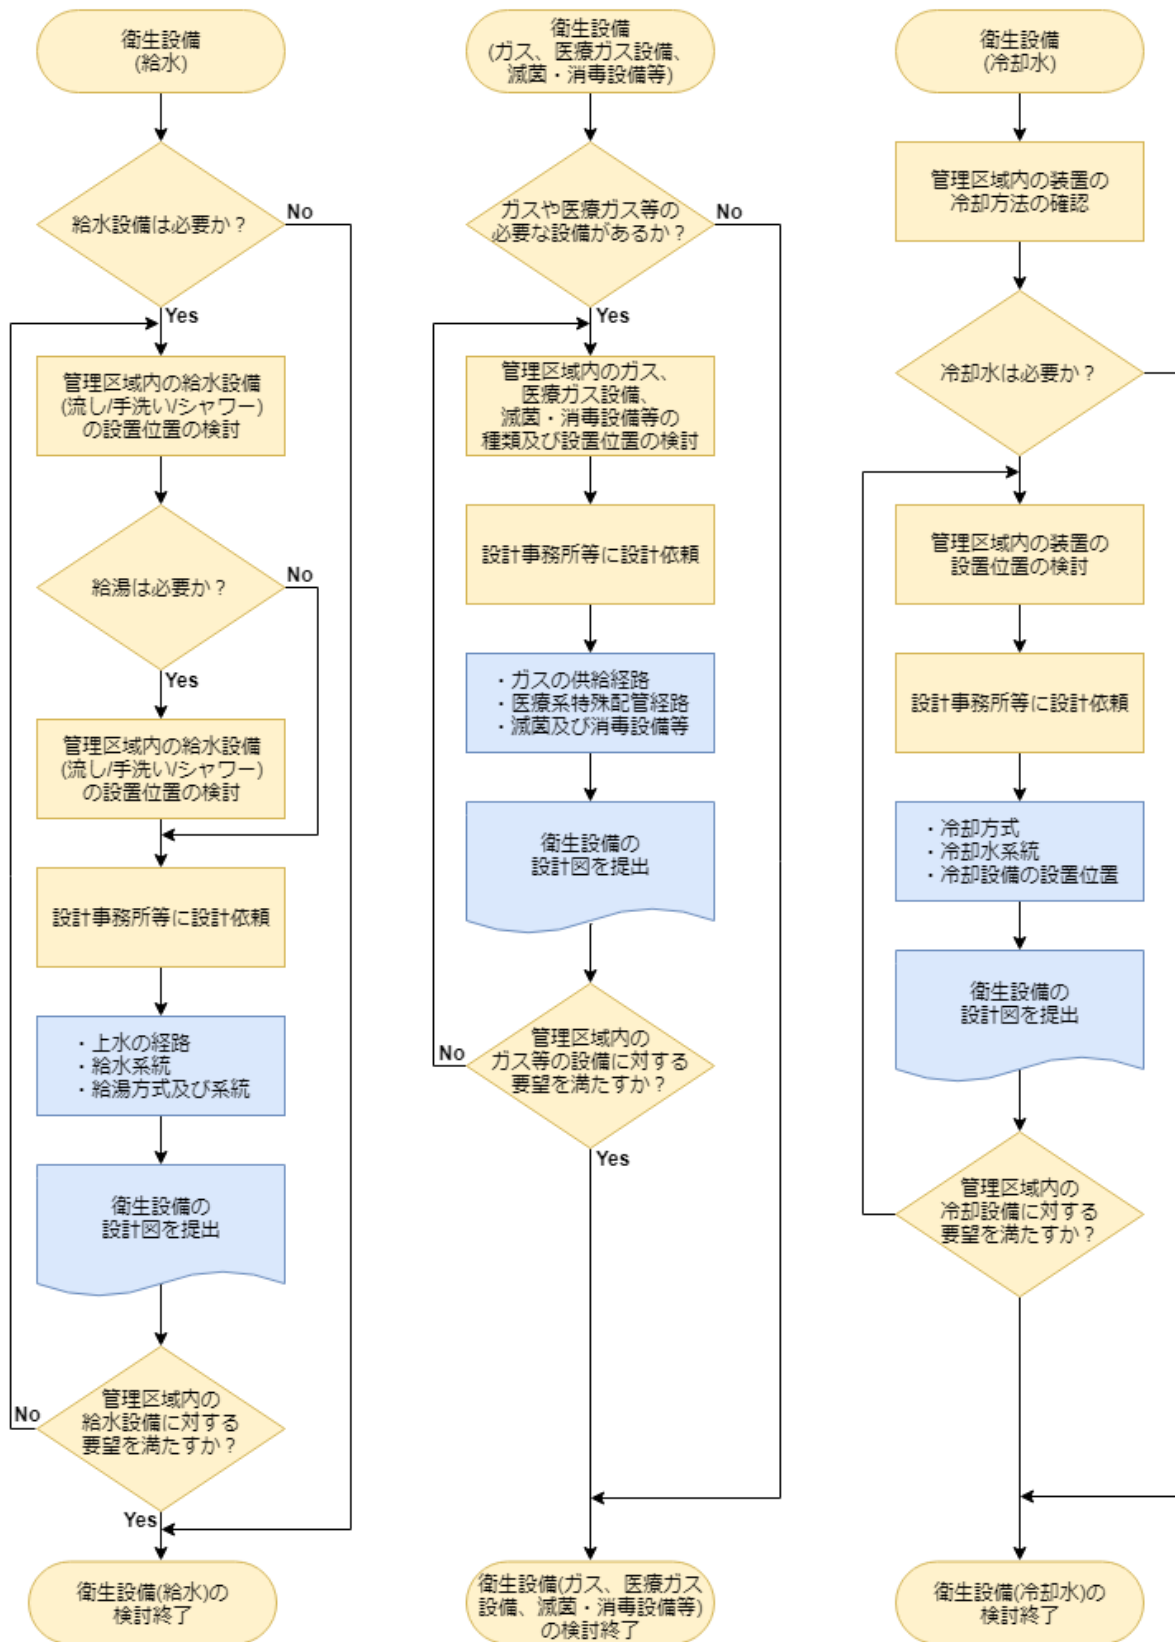 衛生設備
(給水)
給水設備は必要か？
No
Yes
管理区域内の給水設備
(流し/手洗い/シャワー)
の設置位置の検討
給湯は必要か？
No
Yes
管理区域内の給水設備
(流し/手洗い/シャワー)
の設置位置の検討
設計事務所等に設計依頼
・上水の経路
・給水系統
・給湯方式及び系統
衛生設備の
設計図を提出
管理区域内の
給水設備に対する
要望を満たすか？
No
Yes
衛生設備(給水)の
検討終了
衛生設備
(ガス、医療ガス設備、
滅菌・消毒設備等)
ガスや医療ガス等の
必要な設備があるか？
No
Yes
管理区域内のガス、
医療ガス設備、
滅菌・消毒設備等の
種類及び設置位置の検討
設計事務所等に設計依頼
・ガスの供給経路
・医療系特殊配管経路
・滅菌及び消毒設備等
衛生設備の
設計図を提出
管理区域内の
ガス等の設備に対する
要望を満たすか？
No
Yes
衛生設備(ガス、医療ガス
設備、滅菌・消毒設備等)
の検討終了
衛生設備
(冷却水)
管理区域内の装置の
冷却方法の確認
冷却水は必要か？
管理区域内の装置の
設置位置の検討
設計事務所等に設計依頼
・冷却方式
・冷却水系統
・冷却設備の設置位置
衛生設備の
設計図を提出
管理区域内の
冷却設備に対する
要望を満たすか？
衛生設備(冷却水)の
検討終了